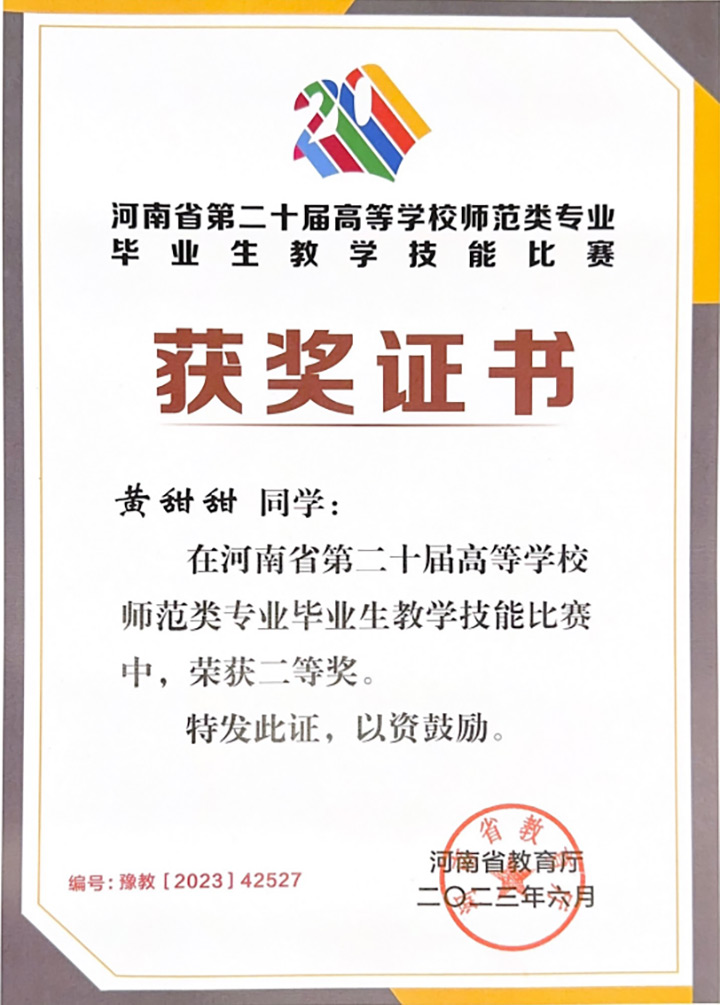 20
河南省第二十届高等学校师范类专业
毕业生教学技能比赛
获奖证书
黄甜甜 同学：
在河南省第二十届高等学校
师范类专业毕业生教学技能比赛
中，荣获二等奖。
特发此证，以资鼓励。
编号：豫教［2023］42527
河南省教育厅
二〇二三年六月
省教